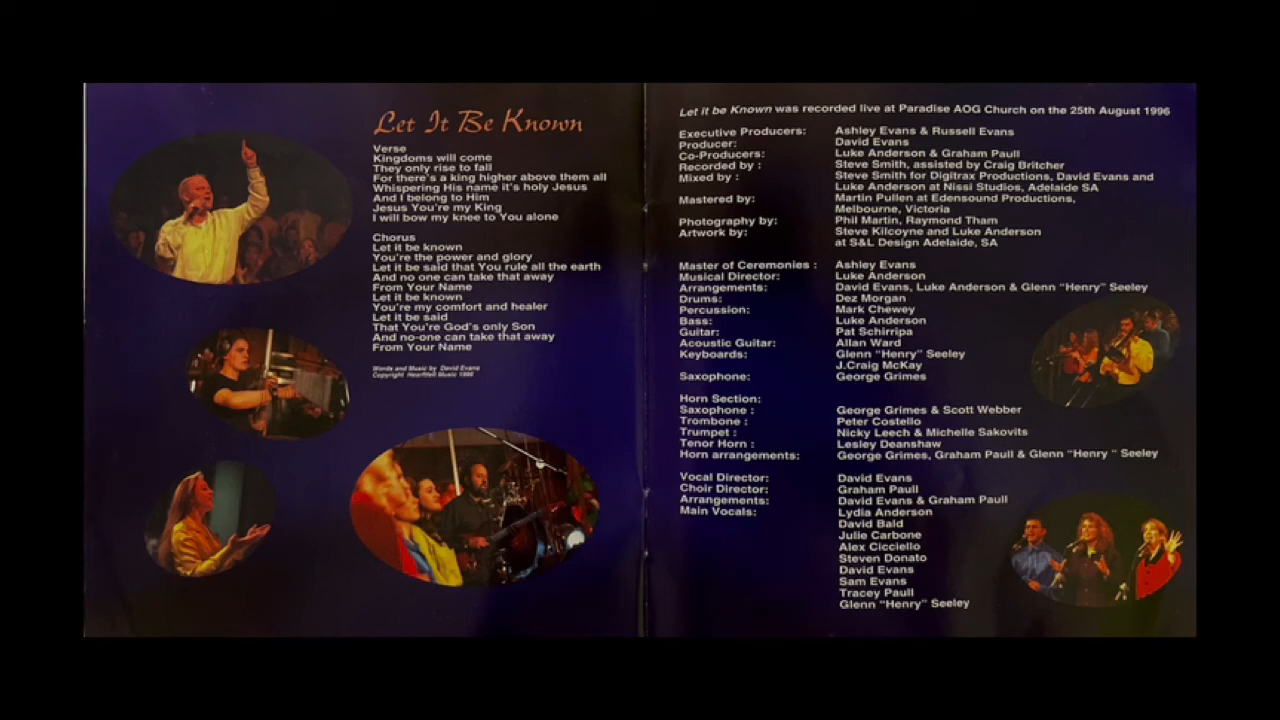 Let It Be Known
Verse
Kingdoms will come
They only rise to fall
For there's a king higher above them all
Whispering His name it's holy Jesus
And I belong to Him
Jesus You're my King
I will bow my knee to You alone
Chorus
Let it be known
You're the power and glory
Let it be said that You rule all the earth
And no one can take that away
From Your Name
Let it be known
You're my comfort and healer
Let it be said
That You're God's only Son
And no-one can take that away
From Your Name
Words and Music by David Evans
Copyright Heartfelt Music 1996
Let it be Known was recorded live at Paradise AOG Church on the 25th August 1996
Executive Producers: Ashley Evans & Russell Evans
Producer: David Evans
Co-Producers: Luke Anderson & Graham Paull
Recorded by : Steve Smith, assisted by Craig Britcher
Mixed by : Steve Smith for Digitrax Productions, David Evans and
Luke Anderson at Nissi Studios, Adelaide SA
Mastered by: Martin Pullen at Edensound Productions,
Melbourne, Victoria
Photography by: Phil Martin, Raymond Tham
Artwork by: Steve Kilcoyne and Luke Anderson
at S&L Design Adelaide, SA
Master of Ceremonies : Ashley Evans
Musical Director: Luke Anderson
Arrangements: David Evans, Luke Anderson & Glenn "Henry" Seeley
Drums: Dez Morgan
Percussion: Mark Chewey
Bass: Luke Anderson
Guitar: Pat Schirripa
Acoustic Guitar: Allan Ward
Keyboards: Glenn "Henry" Seeley
J.Craig McKay
Saxophone: George Grimes
Horn Section:
Saxophone : George Grimes & Scott Webber
Trombone : Peter Costello
Trumpet : Nicky Leech & Michelle Sakovits
Tenor Horn : Lesley Deanshaw
Horn arrangements: George Grimes, Graham Paull & Glenn "Henry " Seeley
Vocal Director: David Evans
Choir Director: Graham Paull
Arrangements: David Evans & Graham Paull
Main Vocals: Lydia Anderson
David Bald
Julie Carbone
Alex Cicciello
Steven Donato
David Evans
Sam Evans
Tracey Paull
Glenn "Henry" Seeley